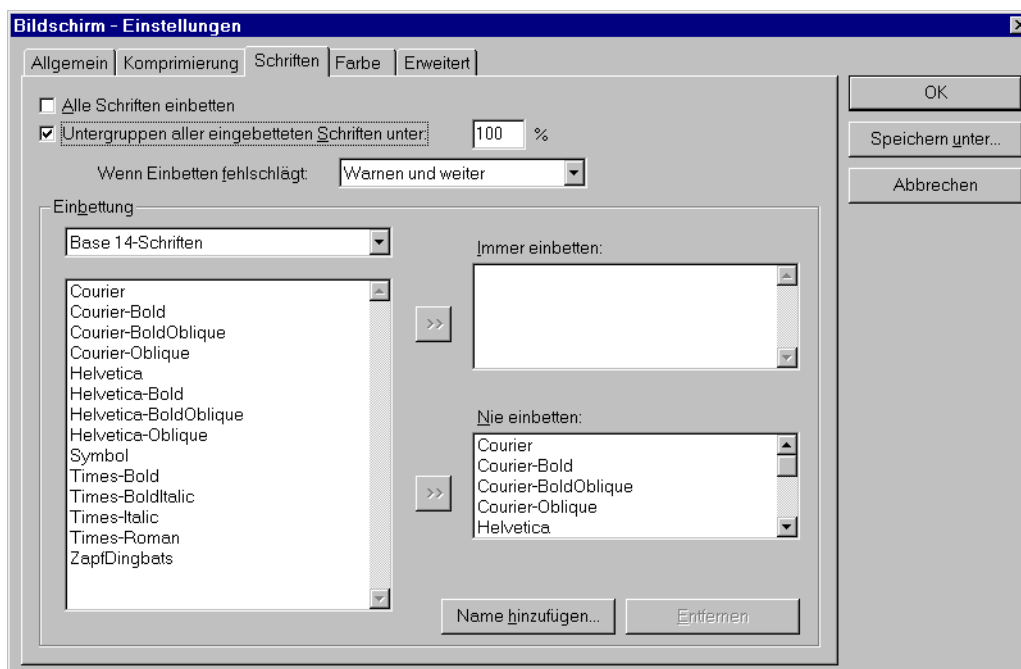 Bildschirm - Einstellungen
Allgemein Komprimierung Schriften Farbe Erweitert
Alle Schriften einbetten
Untergruppen aller eingebetteten Schriften unter: 100 %
Wenn Einbetten fehlschlägt: Warnen und weiter
OK
Speichern unter...
Abbrechen
Einbettung
Base 14-Schriften
Courier
Courier-Bold
Courier-BoldOblique
Courier-Oblique
Helvetica
Helvetica-Bold
Helvetica-BoldOblique
Helvetica-Oblique
Symbol
Times-Bold
Times-BoldItalic
Times-Italic
Times-Roman
ZapfDingbats
>>
>>
Immer einbetten:
Nie einbetten:
Courier
Courier-Bold
Courier-BoldOblique
Courier-Oblique
Helvetica
Name hinzufügen...
Entfernen